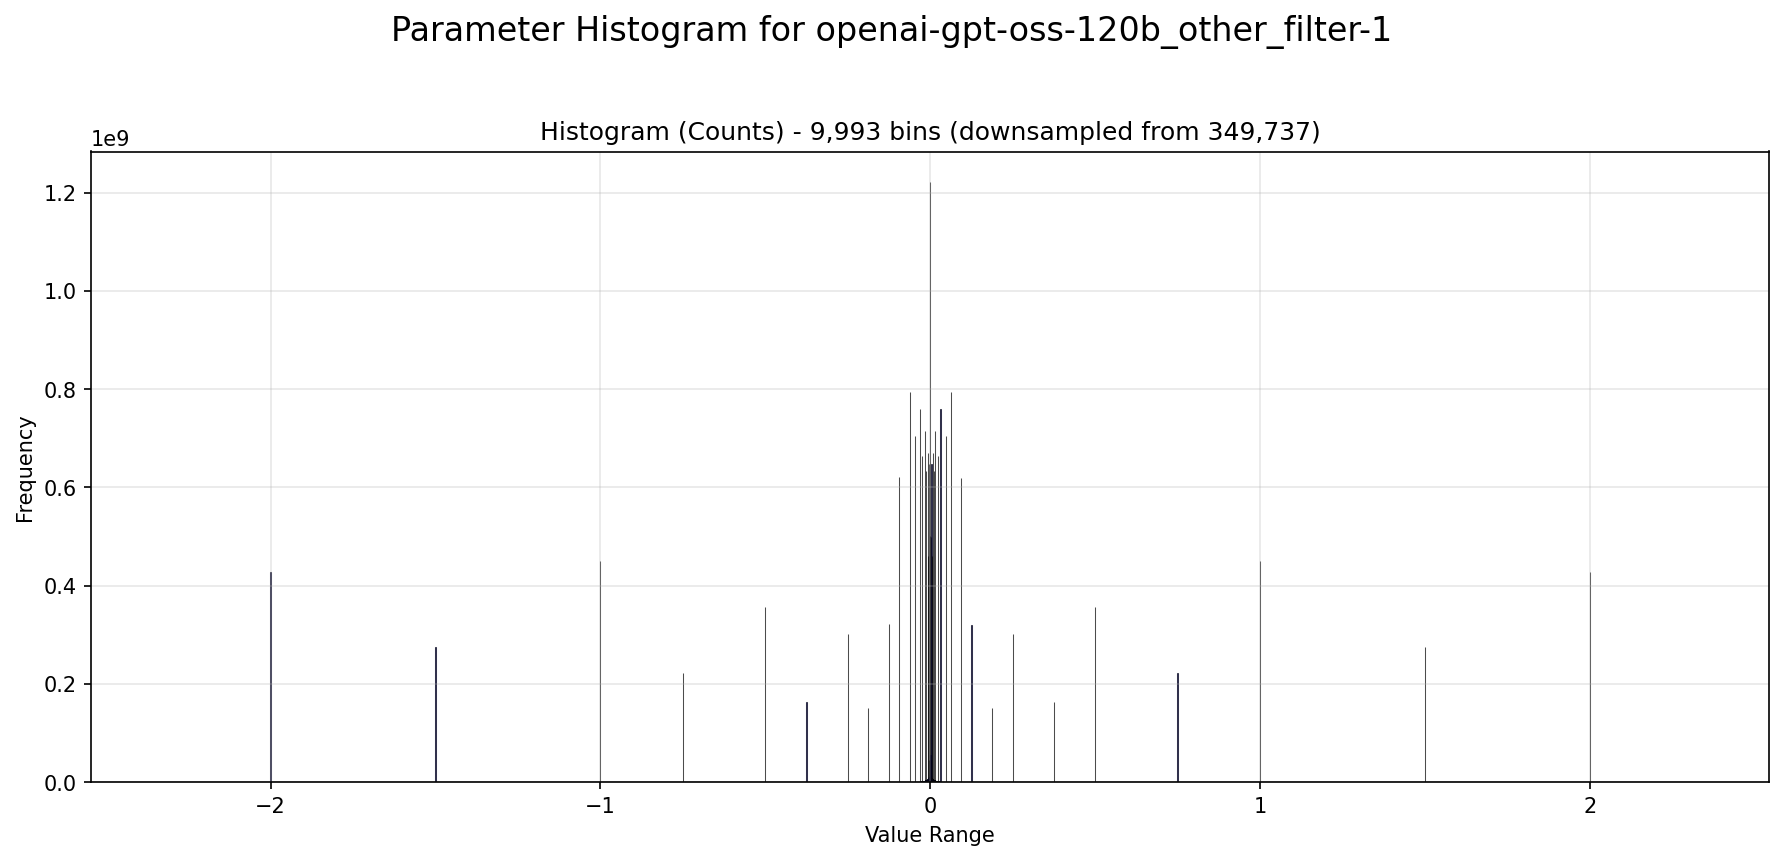 Parameter Histogram for openai-gpt-oss-120b_other_filter-1
Histogram (Counts) - 9,993 bins (downsampled from 349,737)
1e9
1.2
1.0
0.8
0.6
0.4
0.2
0.0
Frequency
−2
−1
0
1
2
Value Range